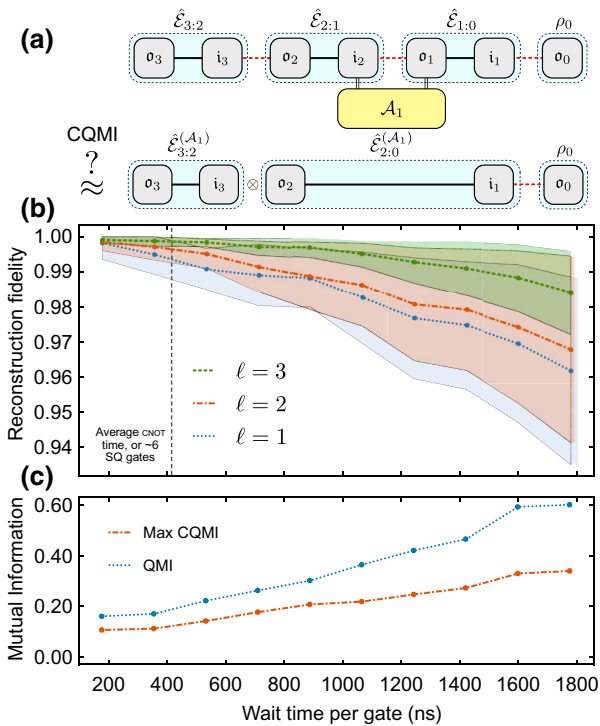 (a)
Ê₃:₂ Ê₂:₁ Ê₁:₀ ρ₀
𝔬₃ 𝔦₃ 𝔬₂ 𝔦₂ 𝔬₁ 𝔦₁ 𝔬₀
𝒜₁
CQMI
?
≈
Ê₃:₂^(𝒜₁) Ê₂:₀^(𝒜₁) ρ₀
𝔬₃ 𝔦₃ ⊗ 𝔬₂ 𝔦₁ 𝔬₀
(b)
Reconstruction fidelity
1.00
0.99
0.98
0.97
0.96
0.95
0.94
ℓ = 3
ℓ = 2
ℓ = 1
Average CNOT
time, or ~6
SQ gates
(c)
Mutual Information
0.60
0.40
0.20
0.00
Max CQMI
QMI
200 400 600 800 1000 1200 1400 1600 1800
Wait time per gate (ns)